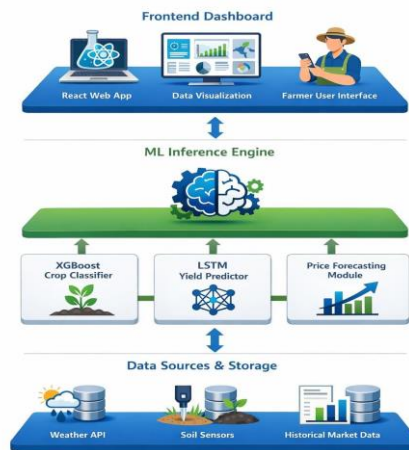 Frontend Dashboard
React Web App
Data Visualization
Farmer User Interface
ML Inference Engine
XGBoost
Crop Classifier
LSTM
Yield Predictor
Price Forecasting
Module
Data Sources & Storage
Weather API
Soil Sensors
Historical Market Data